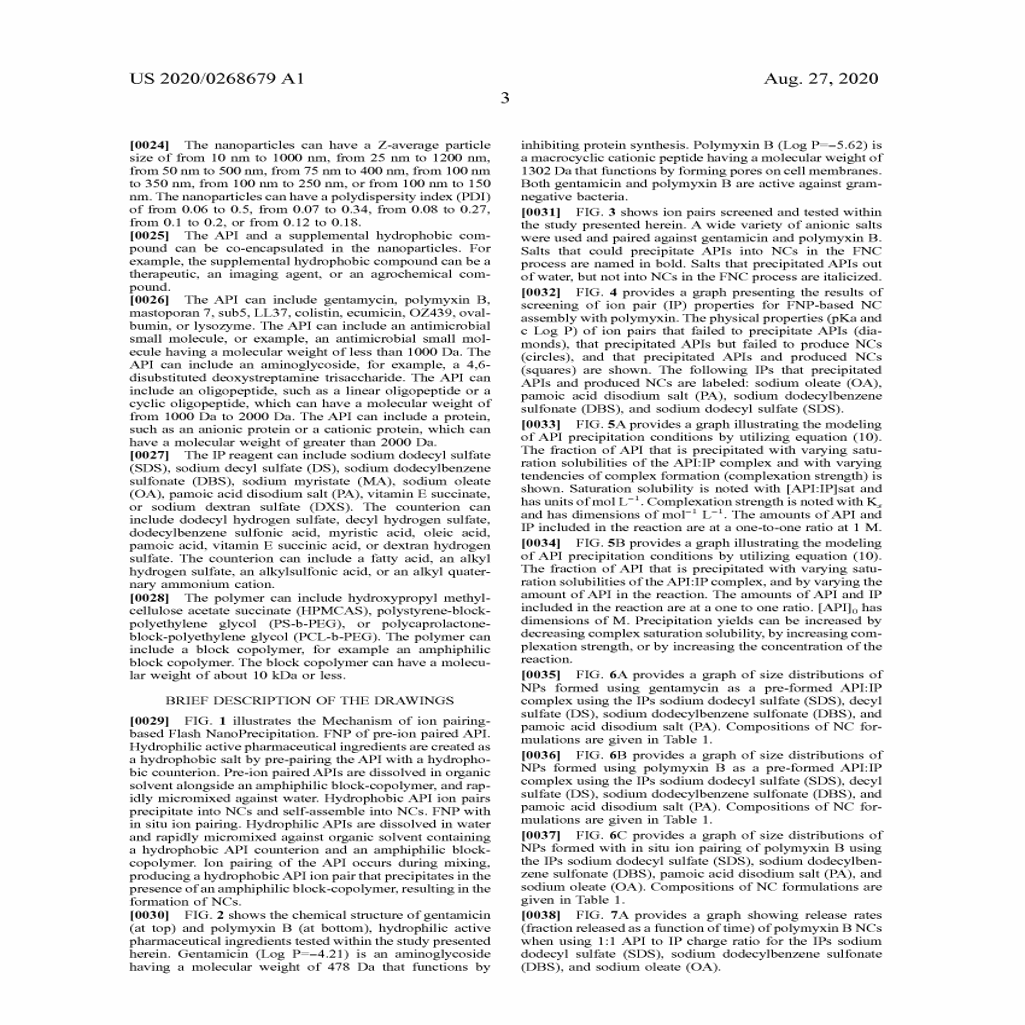 US 2020/0268679 A1
Aug. 27, 2020
3
[0024] The nanoparticles can have a Z-average particle
size of from 10 nm to 1000 nm, from 25 nm to 1200 nm,
from 50 nm to 500 nm, from 75 nm to 400 nm, from 100 nm
to 350 nm, from 100 nm to 250 nm, or from 100 nm to 150
nm. The nanoparticles can have a polydispersity index (PDI)
of from 0.06 to 0.5, from 0.07 to 0.34, from 0.08 to 0.27,
from 0.1 to 0.2, or from 0.12 to 0.18.
[0025] The API and a supplemental hydrophobic com-
pound can be co-encapsulated in the nanoparticles. For
example, the supplemental hydrophobic compound can be a
therapeutic, an imaging agent, or an agrochemical com-
pound.
[0026] The API can include gentamycin, polymyxin B,
mastoporan 7, sub5, LL37, colistin, ecumicin, OZ439, oval-
bumin, or lysozyme. The API can include an antimicrobial
small molecule, or example, an antimicrobial small mol-
ecule having a molecular weight of less than 1000 Da. The
API can include an aminoglycoside, for example, a 4,6-
disubstituted deoxystreptamine trisaccharide. The API can
include an oligopeptide, such as a linear oligopeptide or a
cyclic oligopeptide, which can have a molecular weight of
from 1000 Da to 2000 Da. The API can include a protein,
such as an anionic protein or a cationic protein, which can
have a molecular weight of greater than 2000 Da.
[0027] The IP reagent can include sodium dodecyl sulfate
(SDS), sodium decyl sulfate (DS), sodium dodecylbenzene
sulfonate (DBS), sodium myristate (MA), sodium oleate
(OA), pamoic acid disodium salt (PA), vitamin E succinate,
or sodium dextran sulfate (DXS). The counterion can
include dodecyl hydrogen sulfate, decyl hydrogen sulfate,
dodecylbenzene sulfonic acid, myristic acid, oleic acid,
pamoic acid, vitamin E succinic acid, or dextran hydrogen
sulfate. The counterion can include a fatty acid, an alkyl
hydrogen sulfate, an alkylsulfonic acid, or an alkyl quater-
nary ammonium cation.
[0028] The polymer can include hydroxypropyl methyl-
cellulose acetate succinate (HPMCAS), polystyrene-block-
polyethylene glycol (PS-b-PEG), or polycaprolactone-
block-polyethylene glycol (PCL-b-PEG). The polymer can
include a block copolymer, for example an amphiphilic
block copolymer. The block copolymer can have a molecu-
lar weight of about 10 kDa or less.
BRIEF DESCRIPTION OF THE DRAWINGS
[0029] FIG. 1 illustrates the Mechanism of ion pairing-
based Flash NanoPrecipitation. FNP of pre-ion paired API.
Hydrophilic active pharmaceutical ingredients are created as
a hydrophobic salt by pre-pairing the API with a hydropho-
bic counterion. Pre-ion paired APIs are dissolved in organic
solvent alongside an amphiphilic block-copolymer, and rap-
idly micromixed against water. Hydrophobic API ion pairs
precipitate into NCs and self-assemble into NCs. FNP with
in situ ion pairing. Hydrophilic APIs are dissolved in water
and rapidly micromixed against organic solvent containing
a hydrophobic API counterion and an amphiphilic block-
copolymer. Ion pairing of the API occurs during mixing,
producing a hydrophobic API ion pair that precipitates in the
presence of an amphiphilic block-copolymer, resulting in the
formation of NCs.
[0030] FIG. 2 shows the chemical structure of gentamicin
(at top) and polymyxin B (at bottom), hydrophilic active
pharmaceutical ingredients tested within the study presented
herein. Gentamicin (Log P=−4.21) is an aminoglycoside
having a molecular weight of 478 Da that functions by
inhibiting protein synthesis. Polymyxin B (Log P=−5.62) is
a macrocyclic cationic peptide having a molecular weight of
1302 Da that functions by forming pores on cell membranes.
Both gentamicin and polymyxin B are active against gram-
negative bacteria.
[0031] FIG. 3 shows ion pairs screened and tested within
the study presented herein. A wide variety of anionic salts
were used and paired against gentamicin and polymyxin B.
Salts that could precipitate APIs into NCs in the FNC
process are named in bold. Salts that precipitated APIs out
of water, but not into NCs in the FNC process are italicized.
[0032] FIG. 4 provides a graph presenting the results of
screening of ion pair (IP) properties for FNP-based NC
assembly with polymyxin. The physical properties (pKa and
c Log P) of ion pairs that failed to precipitate APIs (dia-
monds), that precipitated APIs but failed to produce NCs
(circles), and that precipitated APIs and produced NCs
(squares) are shown. The following IPs that precipitated
APIs and produced NCs are labeled: sodium oleate (OA),
pamoic acid disodium salt (PA), sodium dodecylbenzene
sulfonate (DBS), and sodium dodecyl sulfate (SDS).
[0033] FIG. 5A provides a graph illustrating the modeling
of API precipitation conditions by utilizing equation (10).
The fraction of API that is precipitated with varying satu-
ration solubilities of the API:IP complex and with varying
tendencies of complex formation (complexation strength) is
shown. Saturation solubility is noted with [API:IP]sat and
has units of mol L⁻¹. Complexation strength is noted with Kₛ
and has dimensions of mol⁻¹ L⁻¹. The amounts of API and
IP included in the reaction are at a one-to-one ratio at 1 M.
[0034] FIG. 5B provides a graph illustrating the modeling
of API precipitation conditions by utilizing equation (10).
The fraction of API that is precipitated with varying satu-
ration solubilities of the API:IP complex, and by varying the
amount of API in the reaction. The amounts of API and IP
included in the reaction are at a one to one ratio. [API]₀ has
dimensions of M. Precipitation yields can be increased by
decreasing complex saturation solubility, by increasing com-
plexation strength, or by increasing the concentration of the
reaction.
[0035] FIG. 6A provides a graph of size distributions of
NPs formed using gentamycin as a pre-formed API:IP
complex using the IPs sodium dodecyl sulfate (SDS), decyl
sulfate (DS), sodium dodecylbenzene sulfonate (DBS), and
pamoic acid disodium salt (PA). Compositions of NC for-
mulations are given in Table 1.
[0036] FIG. 6B provides a graph of size distributions of
NPs formed using polymyxin B as a pre-formed API:IP
complex using the IPs sodium dodecyl sulfate (SDS), decyl
sulfate (DS), sodium dodecylbenzene sulfonate (DBS), and
pamoic acid disodium salt (PA). Compositions of NC for-
mulations are given in Table 1.
[0037] FIG. 6C provides a graph of size distributions of
NPs formed with in situ ion pairing of polymyxin B using
the IPs sodium dodecyl sulfate (SDS), sodium dodecylben-
zene sulfonate (DBS), pamoic acid disodium salt (PA), and
sodium oleate (OA). Compositions of NC formulations are
given in Table 1.
[0038] FIG. 7A provides a graph showing release rates
(fraction released as a function of time) of polymyxin B NCs
when using 1:1 API to IP charge ratio for the IPs sodium
dodecyl sulfate (SDS), sodium dodecylbenzene sulfonate
(DBS), and sodium oleate (OA).